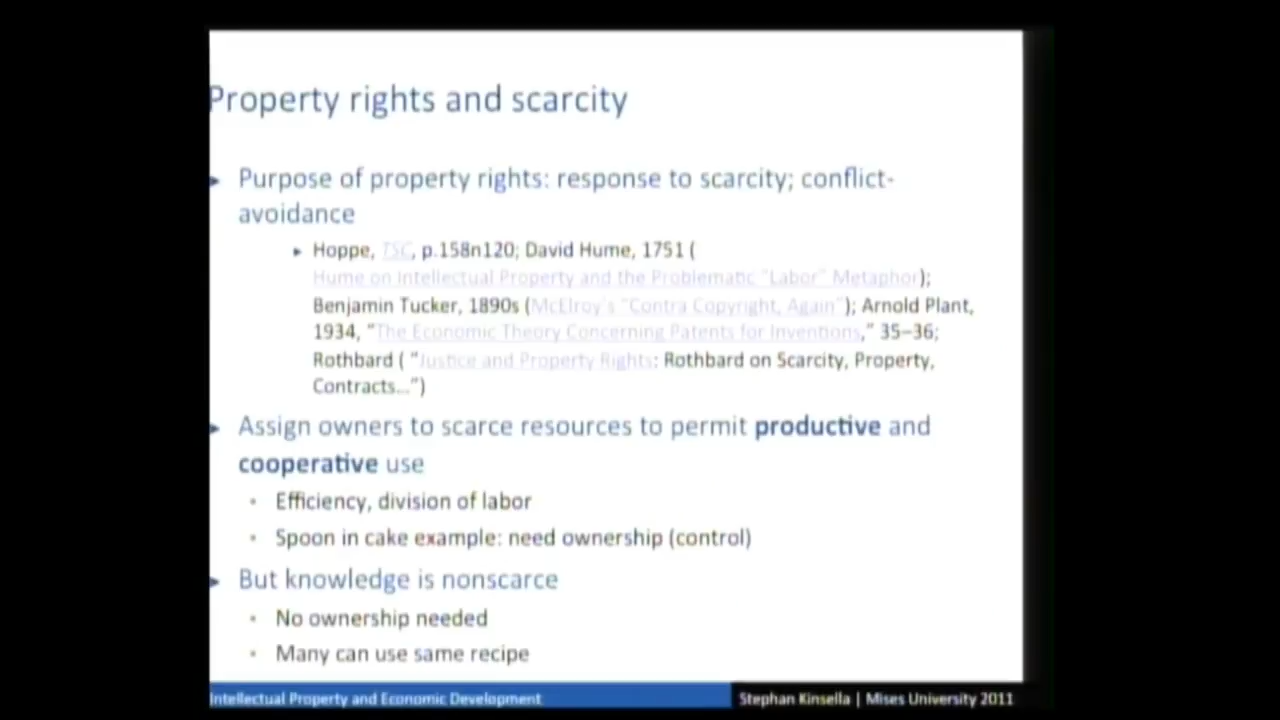 Property rights and scarcity
Purpose of property rights: response to scarcity; conflict-
avoidance
Hoppe, TSC, p.158n120; David Hume, 1751 (
Hume on Intellectual Property and the Problematic "Labor" Metaphor);
Benjamin Tucker, 1890s (McElroy's "Contra Copyright, Again"); Arnold Plant,
1934, "The Economic Theory Concerning Patents for Inventions," 35–36;
Rothbard ( "Justice and Property Rights: Rothbard on Scarcity, Property,
Contracts...")
Assign owners to scarce resources to permit productive and
cooperative use
Efficiency, division of labor
Spoon in cake example: need ownership (control)
But knowledge is nonscarce
No ownership needed
Many can use same recipe
Intellectual Property and Economic Development
Stephan Kinsella | Mises University 2011